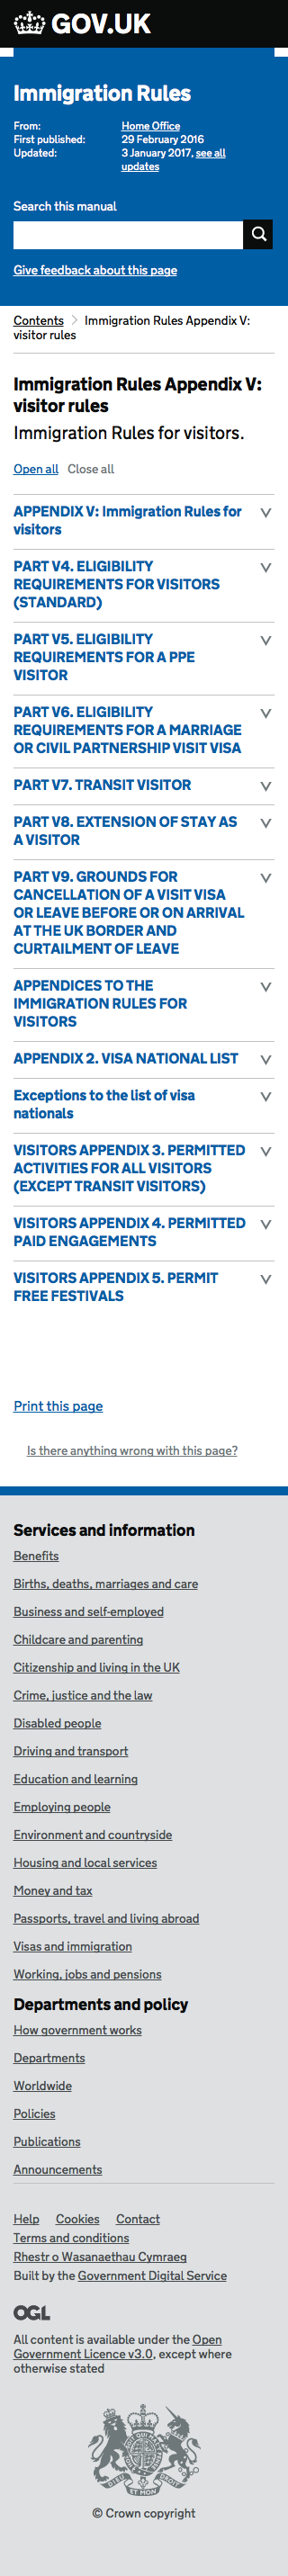 GOV.UK
Immigration Rules
From: Home Office
First published: 29 February 2016
Updated: 3 January 2017, see all
updates
Search this manual
Give feedback about this page
Contents > Immigration Rules Appendix V:
visitor rules
Immigration Rules Appendix V:
visitor rules
Immigration Rules for visitors.
Open all Close all
APPENDIX V: Immigration Rules for
visitors
PART V4. ELIGIBILITY
REQUIREMENTS FOR VISITORS
(STANDARD)
PART V5. ELIGIBILITY
REQUIREMENTS FOR A PPE
VISITOR
PART V6. ELIGIBILITY
REQUIREMENTS FOR A MARRIAGE
OR CIVIL PARTNERSHIP VISIT VISA
PART V7. TRANSIT VISITOR
PART V8. EXTENSION OF STAY AS
A VISITOR
PART V9. GROUNDS FOR
CANCELLATION OF A VISIT VISA
OR LEAVE BEFORE OR ON ARRIVAL
AT THE UK BORDER AND
CURTAILMENT OF LEAVE
APPENDICES TO THE
IMMIGRATION RULES FOR
VISITORS
APPENDIX 2. VISA NATIONAL LIST
Exceptions to the list of visa
nationals
VISITORS APPENDIX 3. PERMITTED
ACTIVITIES FOR ALL VISITORS
(EXCEPT TRANSIT VISITORS)
VISITORS APPENDIX 4. PERMITTED
PAID ENGAGEMENTS
VISITORS APPENDIX 5. PERMIT
FREE FESTIVALS
Print this page
Is there anything wrong with this page?
Services and information
Benefits
Births, deaths, marriages and care
Business and self-employed
Childcare and parenting
Citizenship and living in the UK
Crime, justice and the law
Disabled people
Driving and transport
Education and learning
Employing people
Environment and countryside
Housing and local services
Money and tax
Passports, travel and living abroad
Visas and immigration
Working, jobs and pensions
Departments and policy
How government works
Departments
Worldwide
Policies
Publications
Announcements
Help Cookies Contact
Terms and conditions
Rhestr o Wasanaethau Cymraeg
Built by the Government Digital Service
OGL
All content is available under the Open
Government Licence v3.0, except where
otherwise stated
DIEU ET MON
© Crown copyright